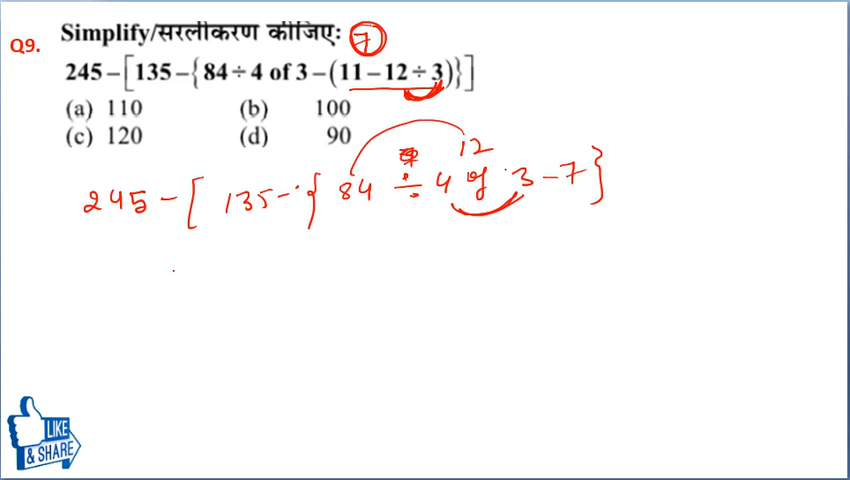 Q9. Simplify/सरलीकरण कीजिए: 7
245 – [135 – {84 ÷ 4 of 3 – (11 – 12 ÷ 3)}]
(a) 110 (b) 100
(c) 120 (d) 90
12
245 – [ 135 – { 84 ÷ 4 of 3 – 7 }
LIKE
& SHARE